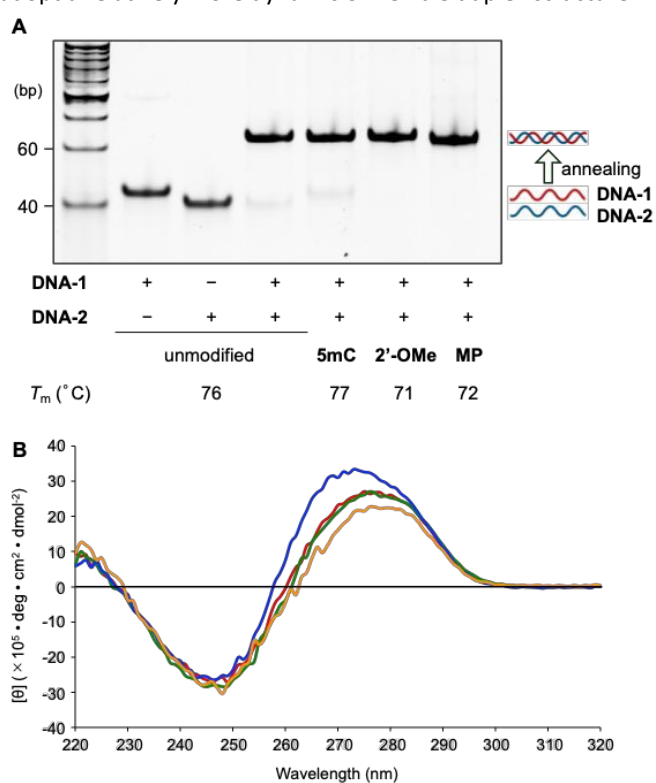 A
(bp)
60
40
annealing
DNA-1
DNA-2
DNA-1 + − + + + +
DNA-2 − + + + + +
unmodified 5mC 2'-OMe MP
Tm (°C) 76 77 71 72
B
40
30
20
10
0
-10
-20
-30
-40
[θ] (×10⁵ • deg • cm² • dmol⁻²)
220 230 240 250 260 270 280 290 300 310 320
Wavelength (nm)